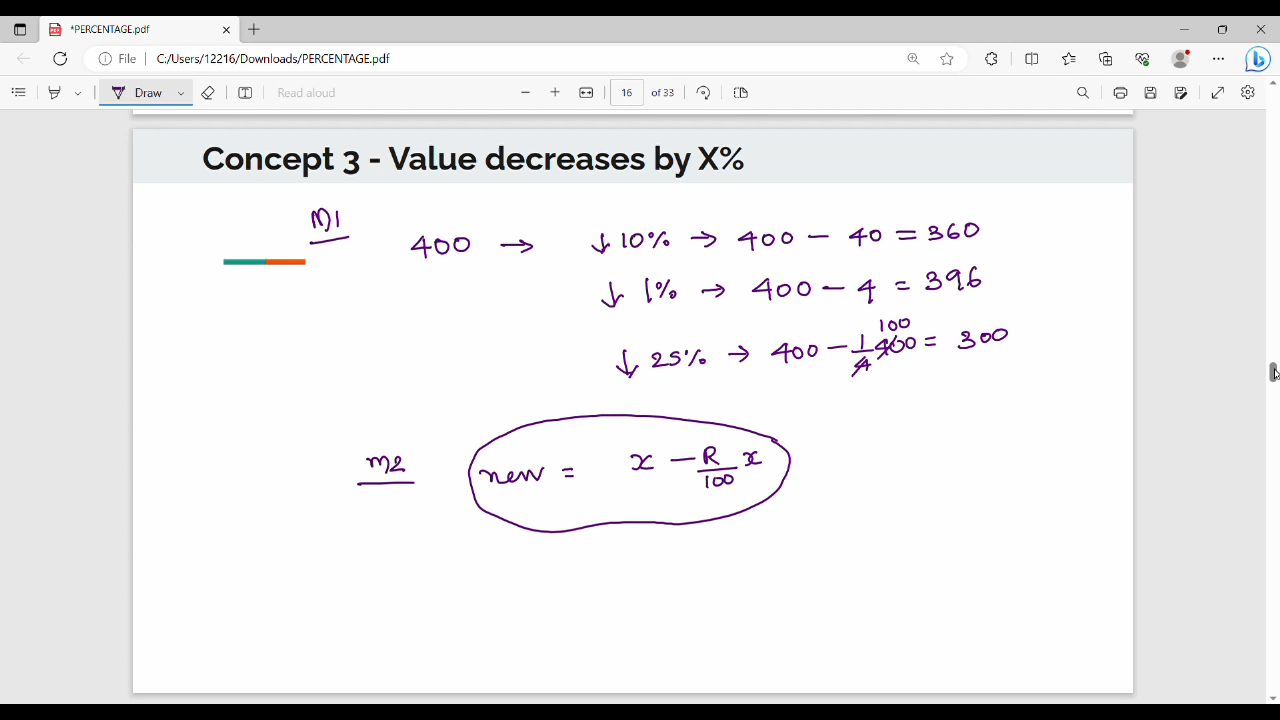 *PERCENTAGE.pdf
File C:/Users/12216/Downloads/PERCENTAGE.pdf
Draw Read aloud 16 of 33
Concept 3 - Value decreases by X%
M1
400 → ↓ 10% → 400 - 40 = 360
↓ 1% → 400 - 4 = 396
100
↓ 25% → 400 - 1/4 400 = 300
M2 new = x - R/100 x